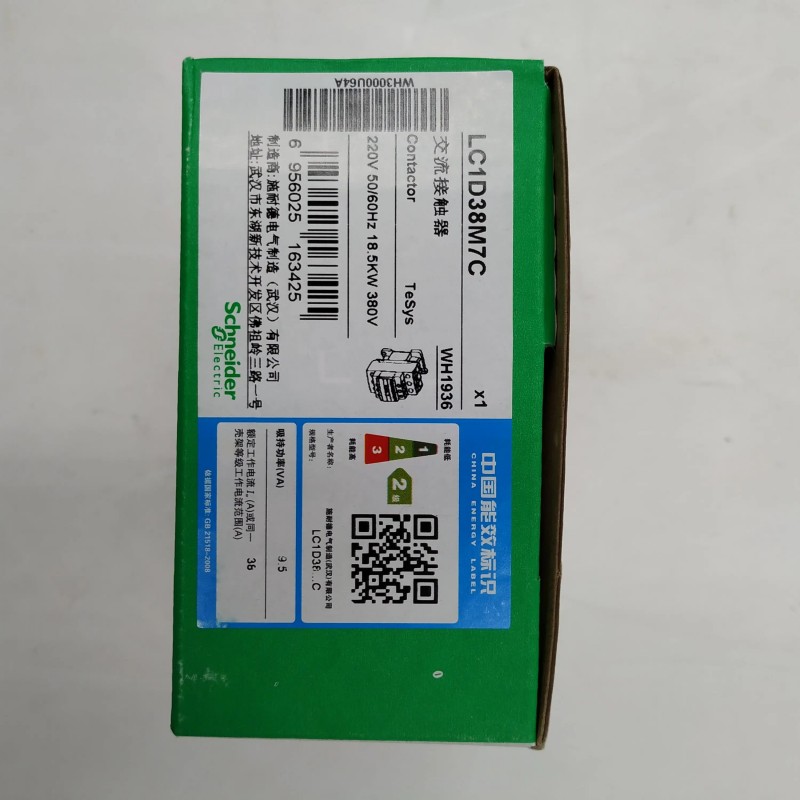 LC1D38M7C x1
交流接触器 WH1936
Contactor TeSys
220V 50/60Hz 18.5KW 380V
WH3000U64A
6 956025 163425
制造商:施耐德电气制造（武汉）有限公司
地址:武汉市东湖新技术开发区佛祖岭三路一号
Schneider
Electric
中国能效标识
CHINA ENERGY LABEL
耗能低
1
2
3
耗能高
2级
生产者名称: 施耐德电气制造(武汉)有限公司
规格型号: LC1D38...C
吸持功率(VA) 9.5
额定工作电流Iₑ(A)或同一
壳架等级工作电流范围(A) 38
依据国家标准: GB 21518-2008
0